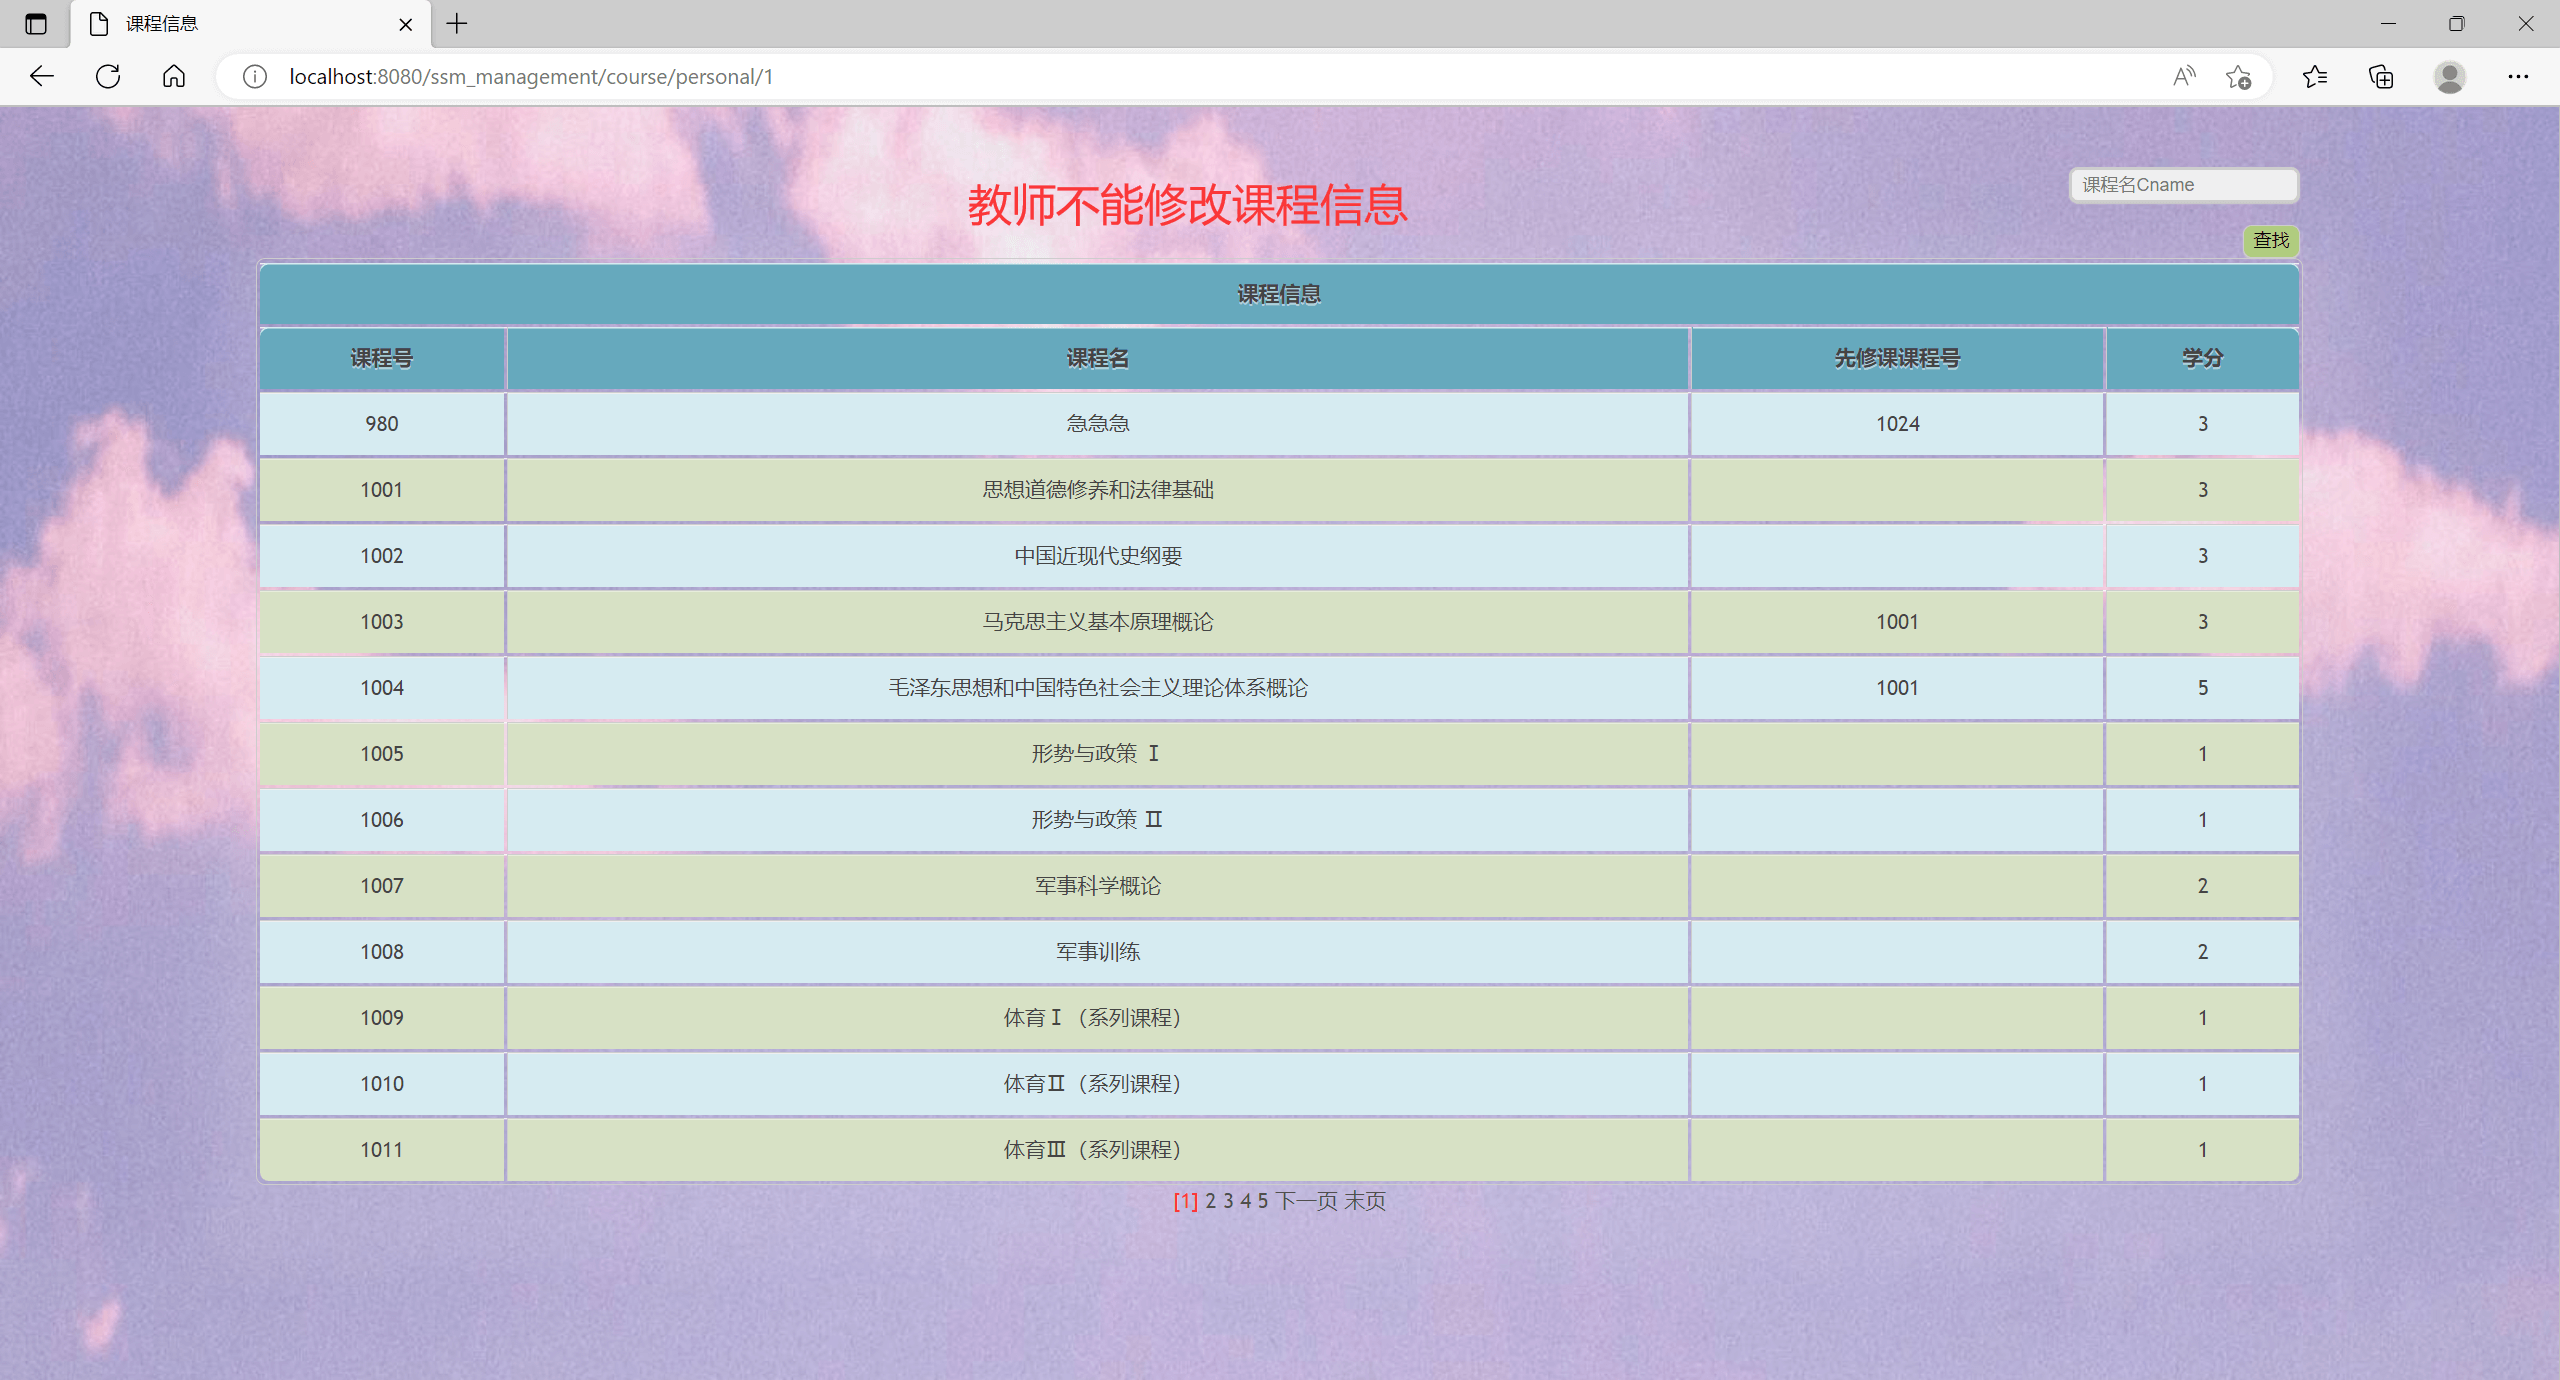 课程信息
localhost:8080/ssm_management/course/personal/1
课程名Cname
教师不能修改课程信息
查找
课程信息
课程号 课程名 先修课课程号 学分
980 急急急 1024 3
1001 思想道德修养和法律基础 3
1002 中国近现代史纲要 3
1003 马克思主义基本原理概论 1001 3
1004 毛泽东思想和中国特色社会主义理论体系概论 1001 5
1005 形势与政策 Ⅰ 1
1006 形势与政策 Ⅱ 1
1007 军事科学概论 2
1008 军事训练 2
1009 体育Ⅰ（系列课程） 1
1010 体育Ⅱ（系列课程） 1
1011 体育Ⅲ（系列课程） 1
[1] 2 3 4 5 下一页 末页